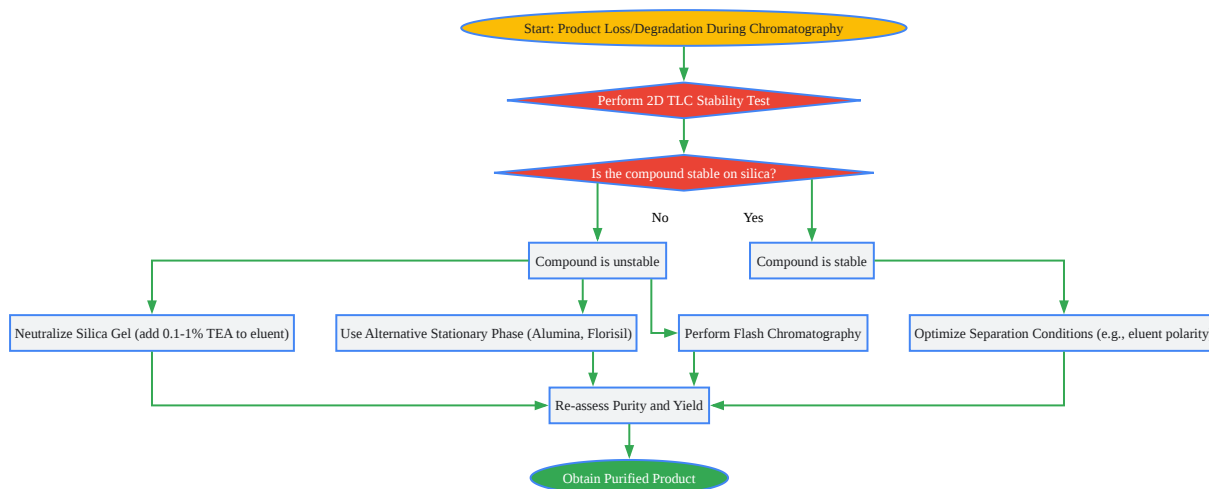 Start: Product Loss/Degradation During Chromatography
Perform 2D TLC Stability Test
Is the compound stable on silica?
No
Yes
Compound is unstable
Compound is stable
Neutralize Silica Gel (add 0.1-1% TEA to eluent)
Use Alternative Stationary Phase (Alumina, Florisil)
Perform Flash Chromatography
Optimize Separation Conditions (e.g., eluent polarity
Re-assess Purity and Yield
Obtain Purified Product